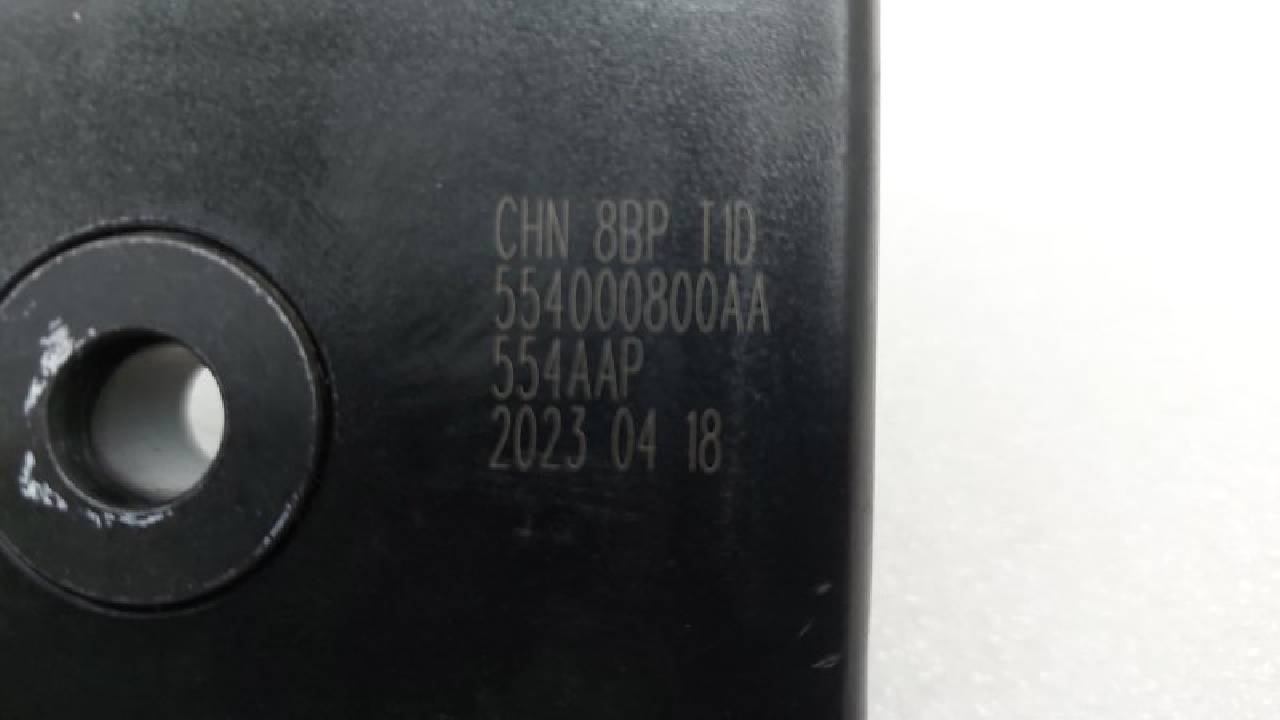 CHN 8BP T1D
554000800AA
554AAP
2023 04 18